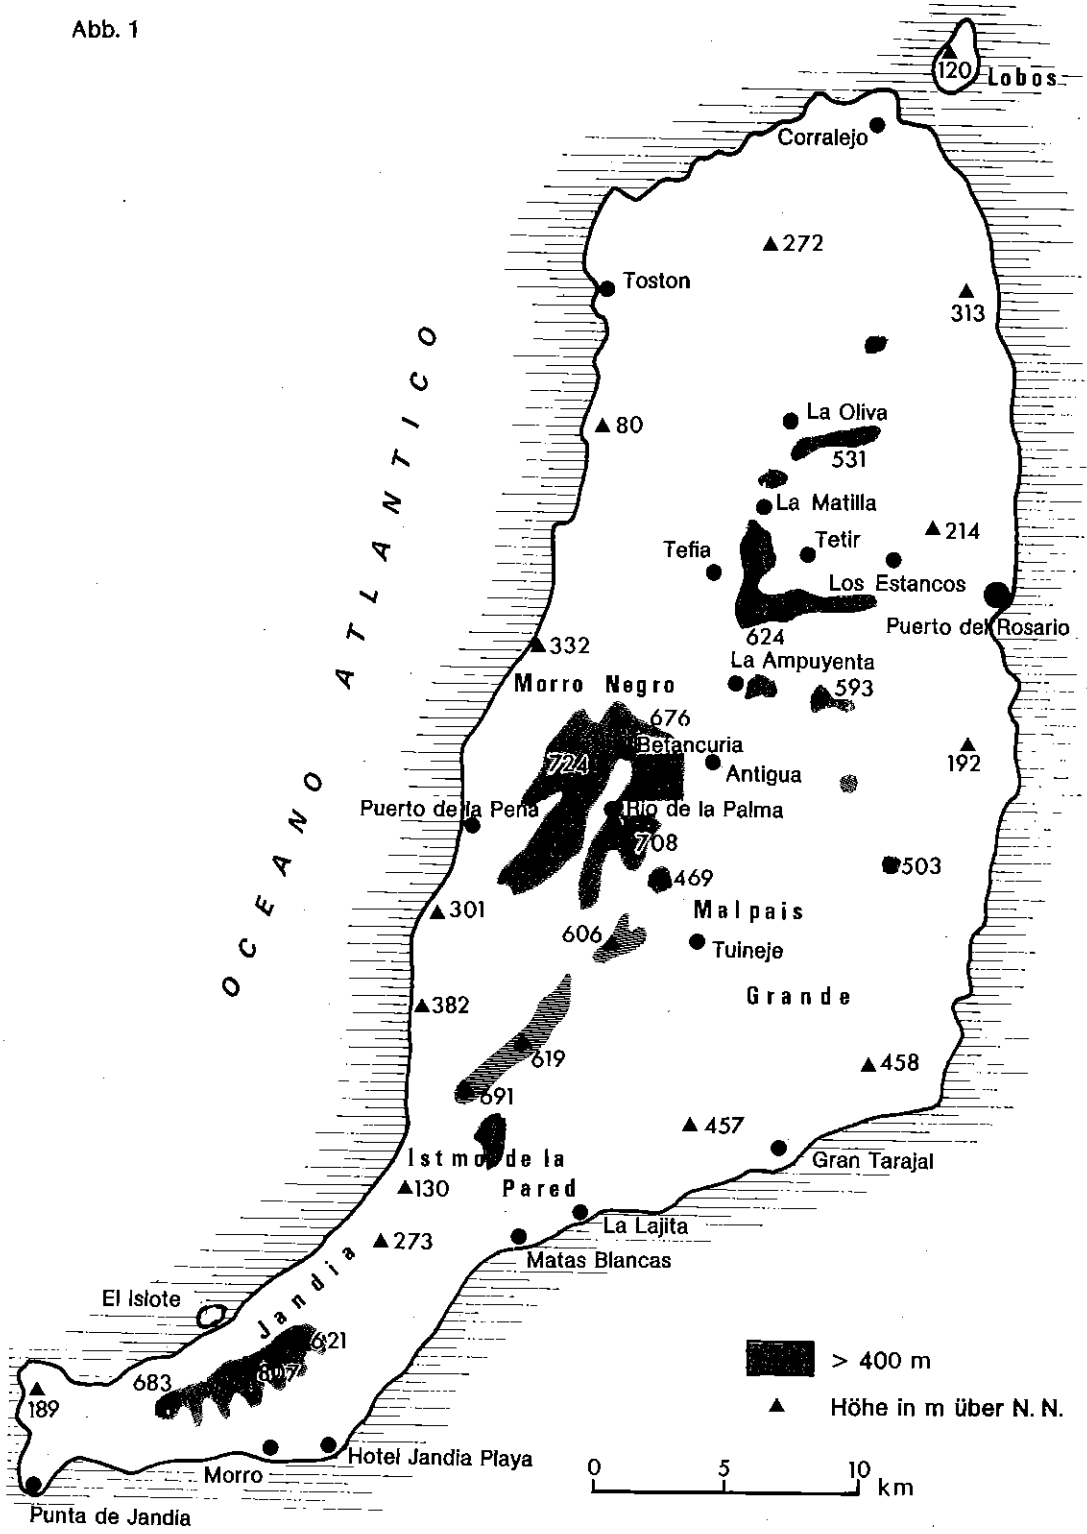 Abb. 1
120
Lobos
Corralejo
272
Toston
313
OCEANO ATLANTICO
La Oliva
80
531
La Matilla
214
Tetir
Tefia
Los Estancos
Puerto del Rosario
624
332
La Ampuyenta
Morro Negro
593
676
Betancuria
724
192
Antigua
Puerto de la Peña
Rio de la Palma
708
503
469
301
Malpais
606
Tuineje
Grande
382
619
458
691
457
Istmo de la
Gran Tarajal
130
Pared
La Lajita
273
Matas Blancas
Jandia
El Islote
621
> 400 m
807
683
189
Höhe in m über N.N.
Hotel Jandia Playa
Morro
0 5 10 km
Punta de Jandia